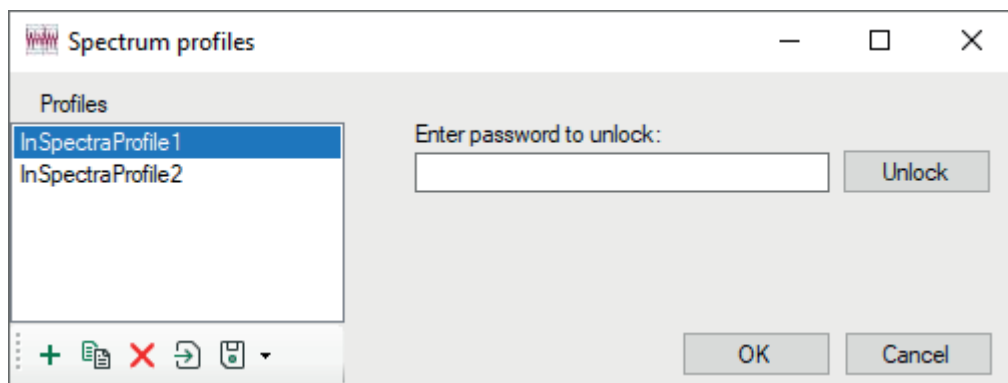 Spectrum profiles
Profiles
InSpectraProfile1
InSpectraProfile2
Enter password to unlock:
Unlock
OK
Cancel